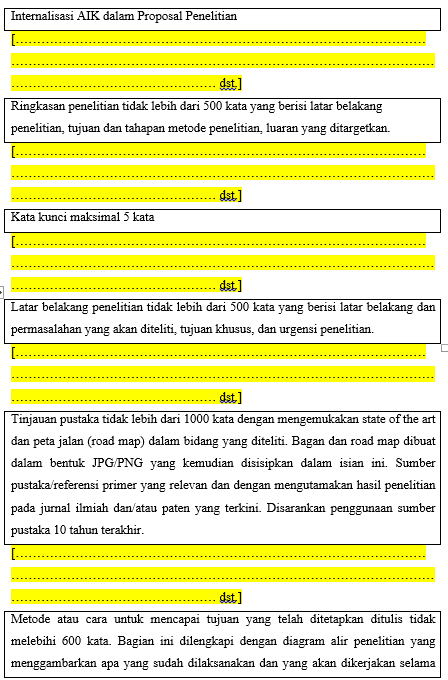 Internalisasi AIK dalam Proposal Penelitian
[……………………………………………………………………………………
………………………………………………………………………………………
………………………………………… dst.]
Ringkasan penelitian tidak lebih dari 500 kata yang berisi latar belakang
penelitian, tujuan dan tahapan metode penelitian, luaran yang ditargetkan.
[……………………………………………………………………………………
………………………………………………………………………………………
………………………………………… dst.]
Kata kunci maksimal 5 kata
[……………………………………………………………………………………
………………………………………………………………………………………
………………………………………… dst.]
Latar belakang penelitian tidak lebih dari 500 kata yang berisi latar belakang dan
permasalahan yang akan diteliti, tujuan khusus, dan urgensi penelitian.
[……………………………………………………………………………………
………………………………………………………………………………………
………………………………………… dst.]
Tinjauan pustaka tidak lebih dari 1000 kata dengan mengemukakan state of the art
dan peta jalan (road map) dalam bidang yang diteliti. Bagan dan road map dibuat
dalam bentuk JPG/PNG yang kemudian disisipkan dalam isian ini. Sumber
pustaka/referensi primer yang relevan dan dengan mengutamakan hasil penelitian
pada jurnal ilmiah dan/atau paten yang terkini. Disarankan penggunaan sumber
pustaka 10 tahun terakhir.
[……………………………………………………………………………………
………………………………………………………………………………………
………………………………………… dst.]
Metode atau cara untuk mencapai tujuan yang telah ditetapkan ditulis tidak
melebihi 600 kata. Bagian ini dilengkapi dengan diagram alir penelitian yang
menggambarkan apa yang sudah dilaksanakan dan yang akan dikerjakan selama